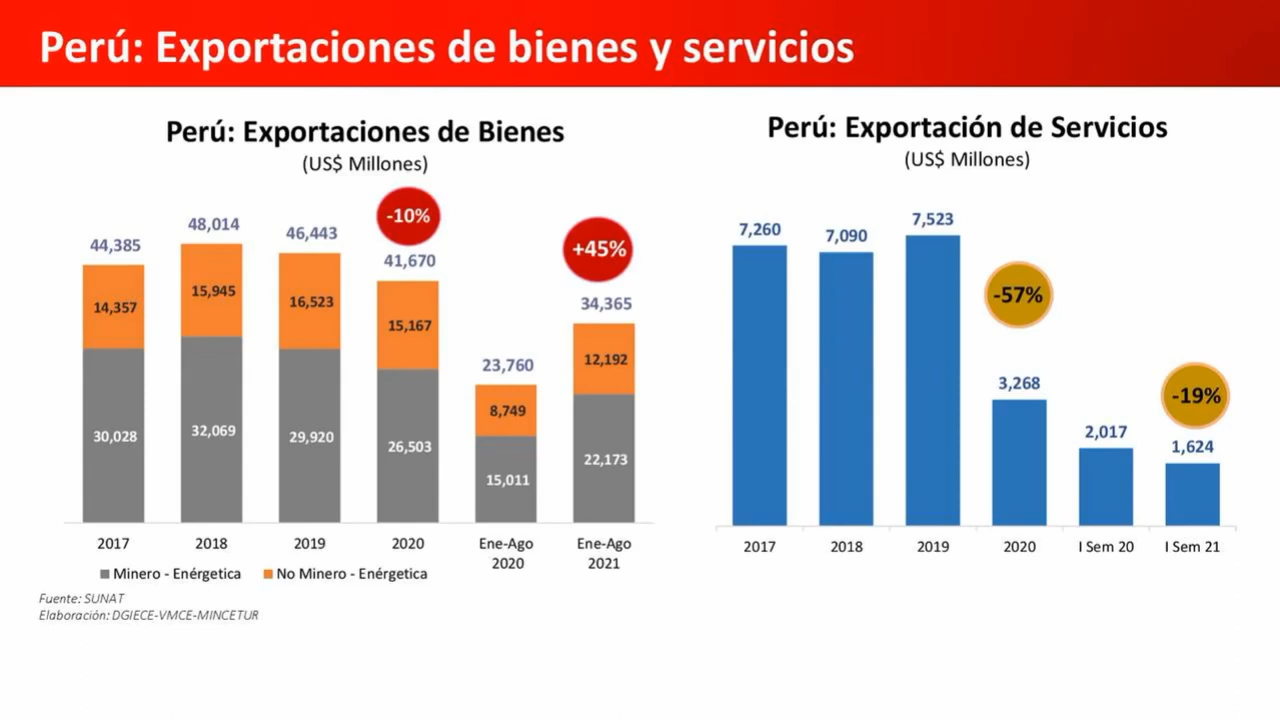 Perú: Exportaciones de bienes y servicios
Perú: Exportaciones de Bienes
(US$ Millones)
-10%
+45%
44,385
48,014
46,443
41,670
23,760
34,365
14,357
15,945
16,523
15,167
8,749
12,192
30,028
32,069
29,920
26,503
15,011
22,173
2017
2018
2019
2020
Ene-Ago
2020
Ene-Ago
2021
Minero - Enérgetica
No Minero - Enérgetica
Fuente: SUNAT
Elaboración: DGIECE-VMCE-MINCETUR
Perú: Exportación de Servicios
(US$ Millones)
7,260
7,090
7,523
-57%
3,268
2,017
-19%
1,624
2017
2018
2019
2020
I Sem 20
I Sem 21